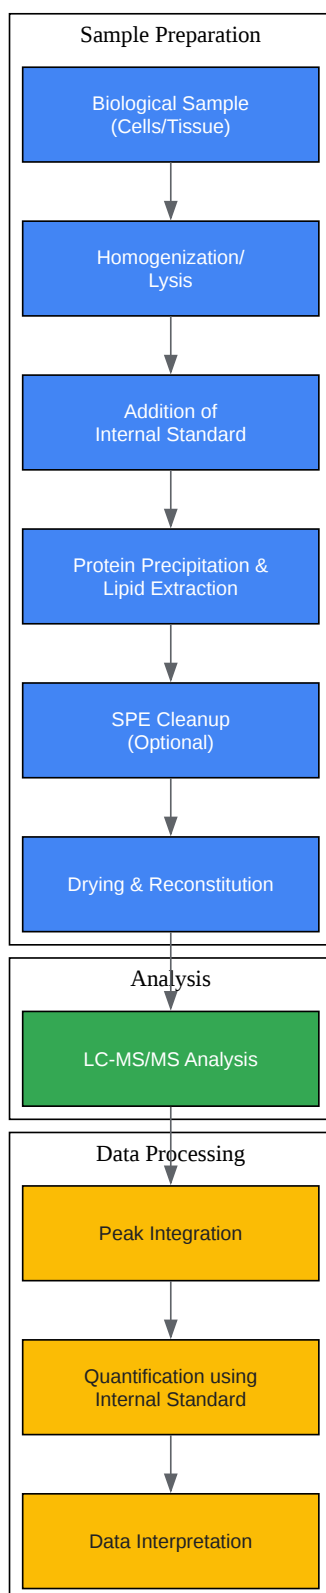 Sample Preparation
Biological Sample
(Cells/Tissue)
Homogenization/
Lysis
Addition of
Internal Standard
Protein Precipitation &
Lipid Extraction
SPE Cleanup
(Optional)
Drying & Reconstitution
Analysis
LC-MS/MS Analysis
Data Processing
Peak Integration
Quantification using
Internal Standard
Data Interpretation